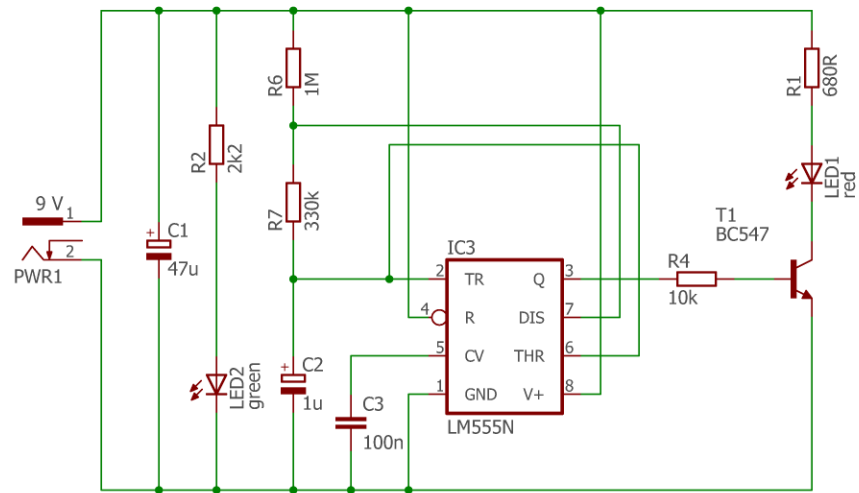 9 V
1
2
PWR1
C1
+
47u
R2
2k2
LED2
green
R6
1M
R7
330k
C2
+
1u
C3
100n
IC3
2
TR
Q
3
4
R
DIS
7
5
CV
THR
6
1
GND
V+
8
LM555N
R4
10k
T1
BC547
R1
680R
LED1
red